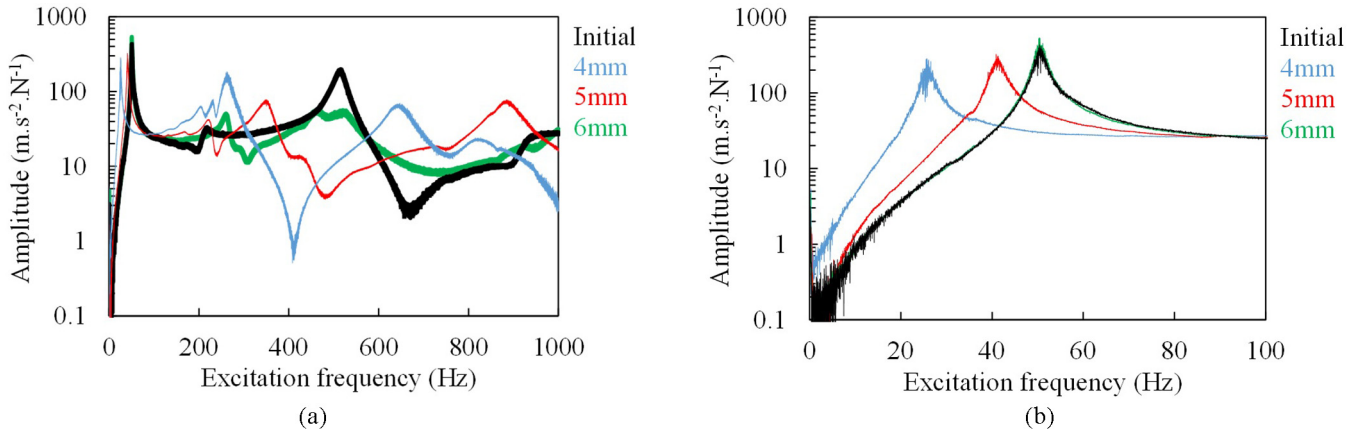 1000
100
10
1
0.1
Amplitude (m.s-2.N-1)
0 200 400 600 800 1000
Excitation frequency (Hz)
Initial
4mm
5mm
6mm
(a)
1000
100
10
1
0.1
Amplitude (m.s-2.N-1)
0 20 40 60 80 100
Excitation frequency (Hz)
Initial
4mm
5mm
6mm
(b)